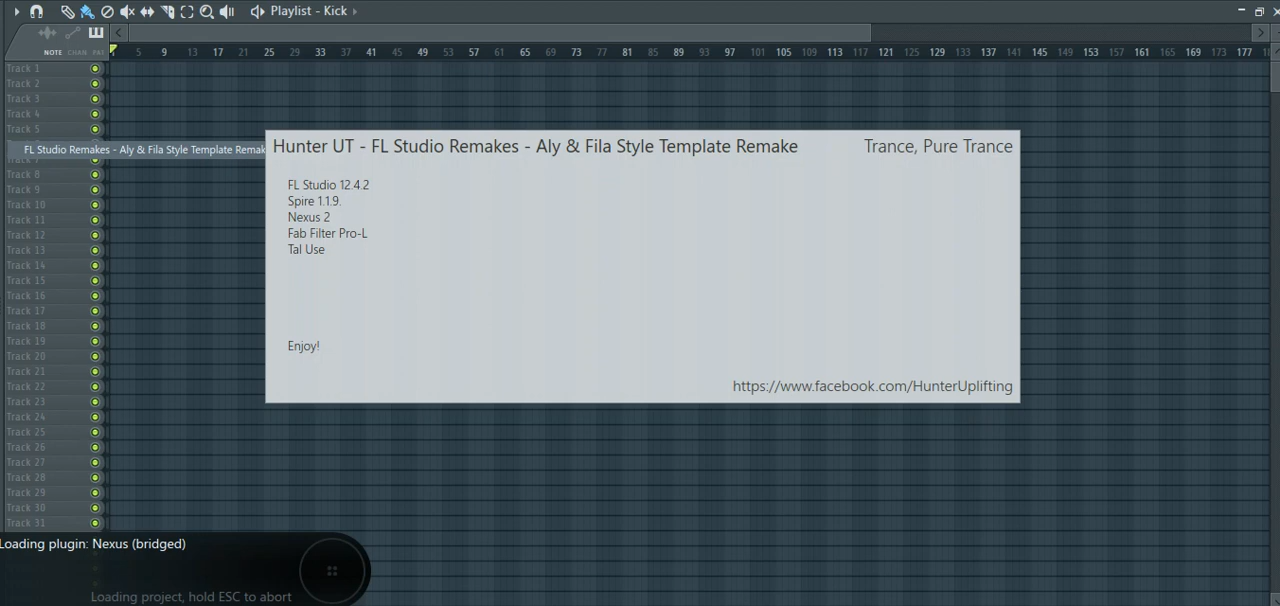 Playlist - Kick
NOTE CHAN PAT
5 9 13 17 21 25 29 33 37 41 45 49 53 57 61 65 69 73 77 81 85 89 93 97 101 105 109 113 117 121 125 129 133 137 141 145 149 153 157 161 165 169 173 177
Track 1
Track 2
Track 3
Track 4
Track 5
FL Studio Remakes - Aly & Fila Style Template Remak
Track 8
Track 9
Track 10
Track 11
Track 12
Track 13
Track 14
Track 15
Track 16
Track 17
Track 18
Track 19
Track 20
Track 21
Track 22
Track 23
Track 24
Track 25
Track 26
Track 27
Track 28
Track 29
Track 30
Track 31
Hunter UT - FL Studio Remakes - Aly & Fila Style Template Remake Trance, Pure Trance
FL Studio 12.4.2
Spire 1.1.9.
Nexus 2
Fab Filter Pro-L
Tal Use
Enjoy!
https://www.facebook.com/HunterUplifting
Loading plugin: Nexus (bridged)
Loading project, hold ESC to abort